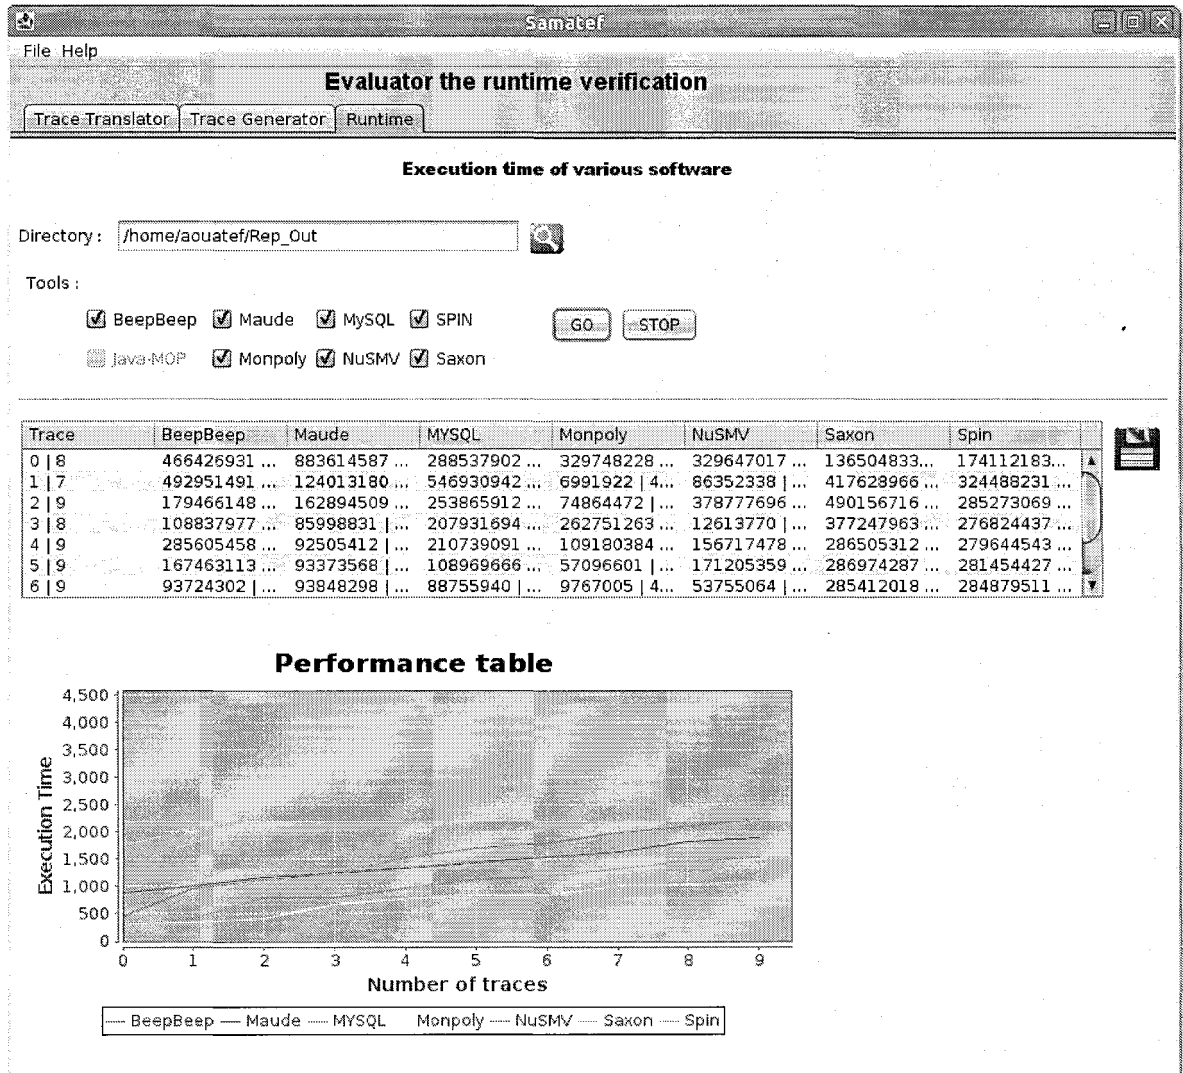 Samatef
File Help
Evaluator the runtime verification
Trace Translator Trace Generator Runtime
Execution time of various software
Directory : /home/aouatef/Rep_Out
Tools :
BeepBeep Maude MySQL SPIN GO STOP
Java-MOP Monpoly NuSMV Saxon
Trace BeepBeep Maude MYSQL Monpoly NuSMV Saxon Spin
0 | 8 466426931 ... 883614587 ... 288537902 ... 329748228 ... 329647017 ... 136504833... 174112183...
1 | 7 492951491 ... 124013180 ... 546930942 ... 6991922 | 4... 86352338 | ... 417628966 ... 324488231 ...
2 | 9 179466148 ... 162894509 ... 253865912 ... 74864472 | ... 378777696 ... 490156716 ... 285273069 ...
3 | 8 108837977 ... 85998831 | ... 207931694 ... 262751263 ... 12613770 | ... 377247963 ... 276824437 ...
4 | 9 285605458 ... 92505412 | ... 210739091 ... 109180384 ... 156717478 ... 286505312 ... 279644543 ...
5 | 9 167463113 ... 93373568 | ... 108969666 ... 57096601 | ... 171205359 ... 286974287 ... 281454427 ...
6 | 9 93724302 | ... 93848298 | ... 88755940 | ... 9767005 | 4... 53755064 | ... 285412018 ... 284879511 ...
Performance table
4,500
4,000
3,500
3,000
2,500
2,000
1,500
1,000
500
0
Execution Time
0 1 2 3 4 5 6 7 8 9
Number of traces
BeepBeep Maude MYSQL Monpoly NuSMV Saxon Spin